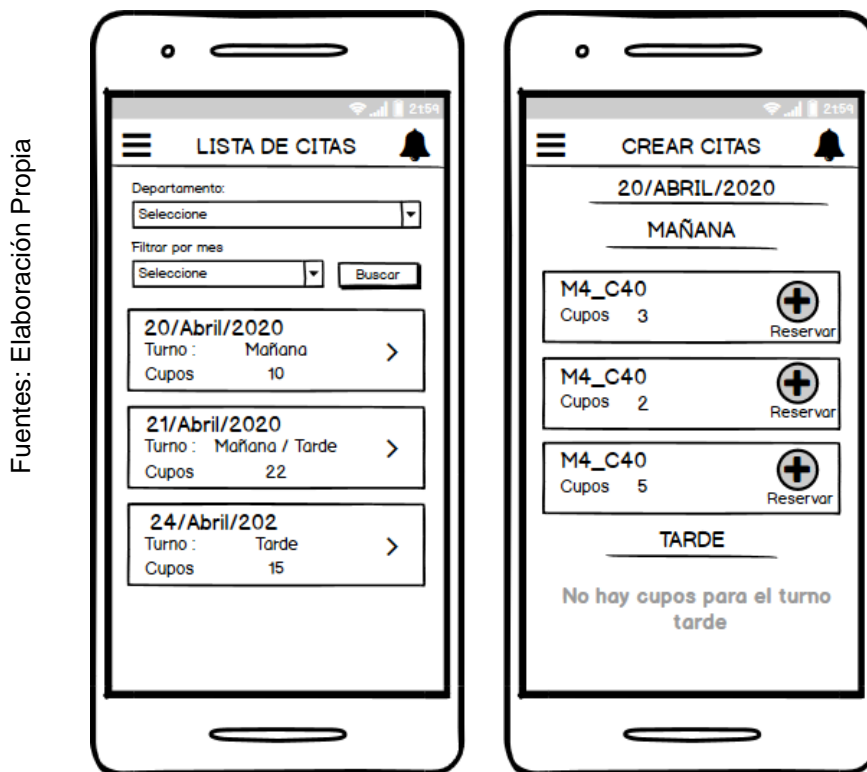 Fuentes: Elaboración Propia
21:59
LISTA DE CITAS
Departamento:
Seleccione
Filtrar por mes
Seleccione
Buscar
20/Abril/2020
Turno : Mañana
Cupos 10
21/Abril/2020
Turno : Mañana / Tarde
Cupos 22
24/Abril/202
Turno : Tarde
Cupos 15
21:59
CREAR CITAS
20/ABRIL/2020
MAÑANA
M4_C40
Cupos 3
Reservar
M4_C40
Cupos 2
Reservar
M4_C40
Cupos 5
Reservar
TARDE
No hay cupos para el turno
tarde